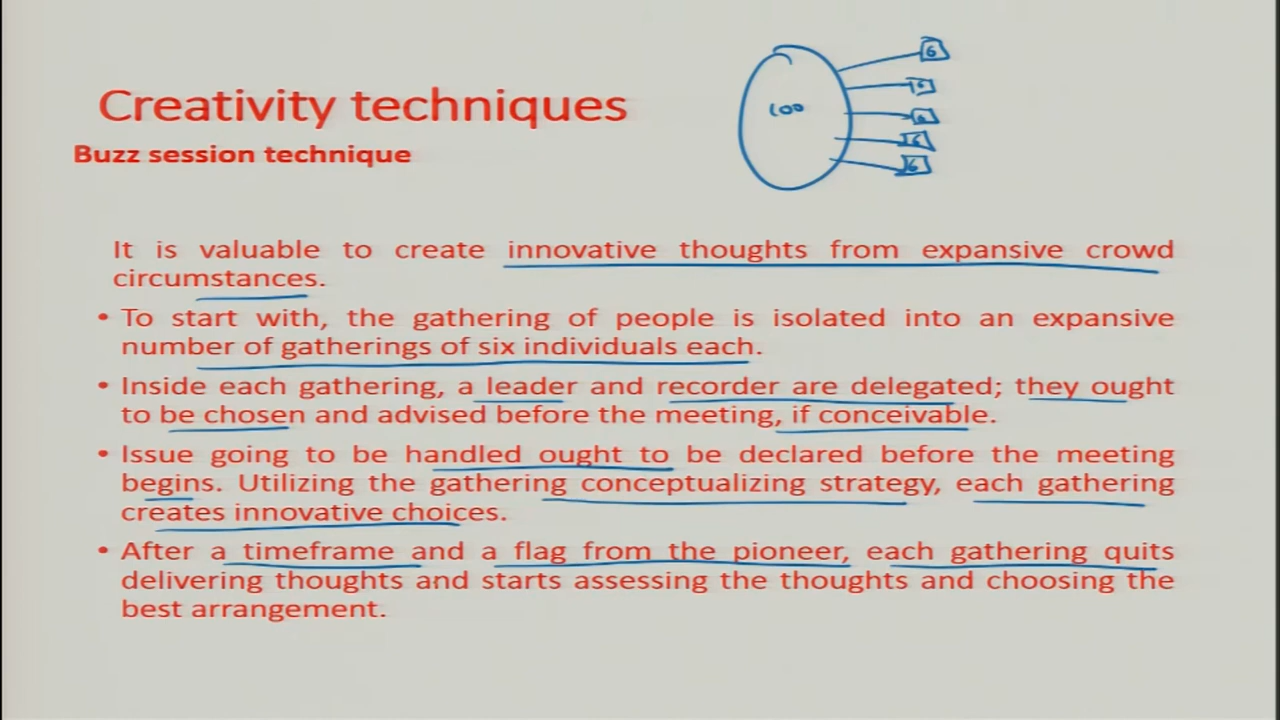 6
Creativity techniques
100
6
Buzz session technique
6
6
It is valuable to create innovative thoughts from expansive crowd
circumstances.
• To start with, the gathering of people is isolated into an expansive
number of gatherings of six individuals each.
• Inside each gathering, a leader and recorder are delegated; they ought
to be chosen and advised before the meeting, if conceivable.
• Issue going to be handled ought to be declared before the meeting
begins. Utilizing the gathering conceptualizing strategy, each gathering
creates innovative choices.
• After a timeframe and a flag from the pioneer, each gathering quits
delivering thoughts and starts assessing the thoughts and choosing the
best arrangement.